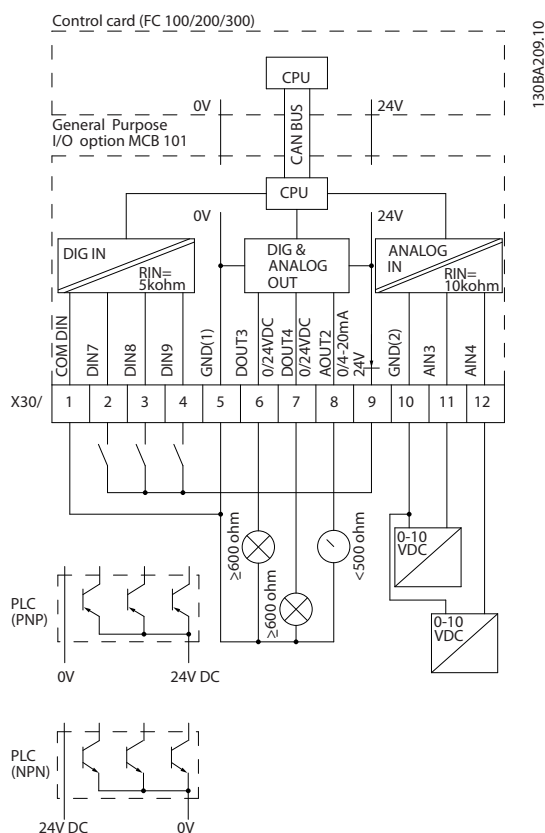 Control card (FC 100/200/300)
130BA209.10
CPU
0V
24V
General Purpose
I/O option MCB 101
CAN BUS
CPU
0V
24V
DIG IN
RIN=
5kohm
DIG &
ANALOG
OUT
ANALOG
IN
RIN=
10kohm
COM DIN
DIN7
DIN8
DIN9
GND(1)
DOUT3
0/24VDC
DOUT4
0/24VDC
AOUT2
0/4-20mA
24V
GND(2)
AIN3
AIN4
X30/
1
2
3
4
5
6
7
8
9
10
11
12
≥600 ohm
≥600 ohm
<500 ohm
0-10
VDC
0-10
VDC
PLC
(PNP)
0V
24V DC
PLC
(NPN)
24V DC
0V